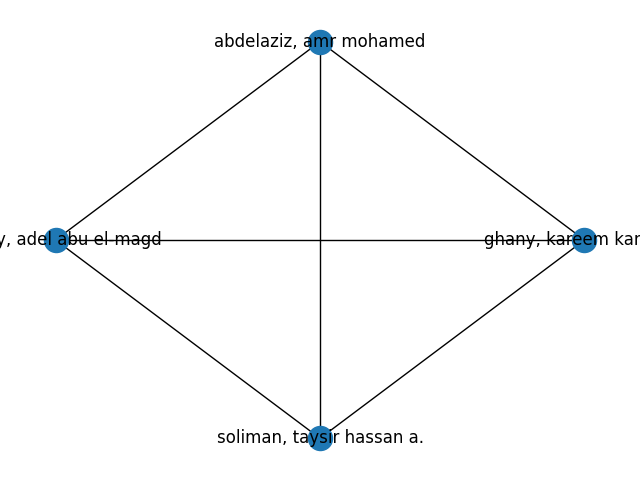 abdelaziz, amr mohamed
y, adel abu el-magd
ghany, kareem kar
soliman, taysir hassan a.